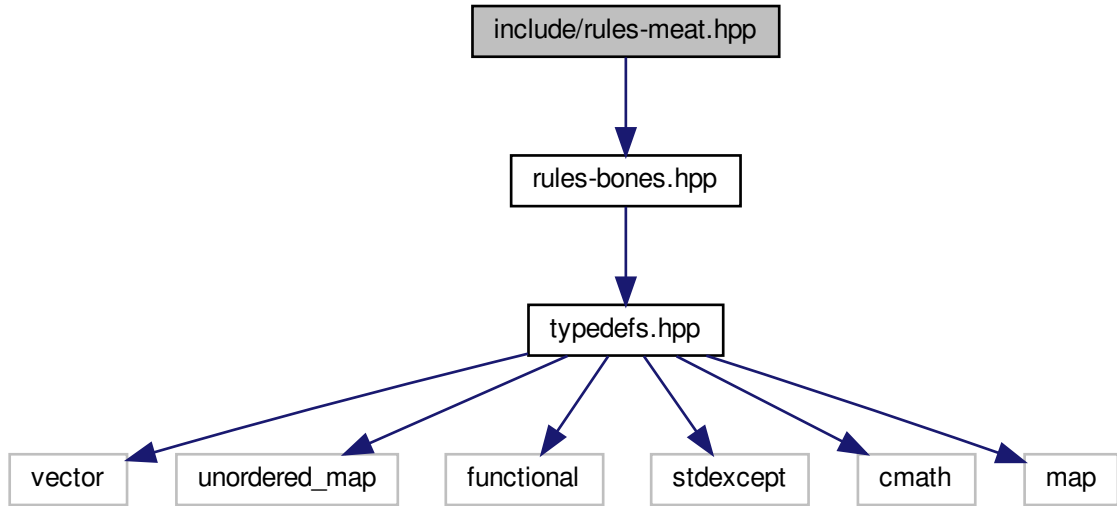 include/rules-meat.hpp
rules-bones.hpp
typedefs.hpp
vector
unordered_map
functional
stdexcept
cmath
map